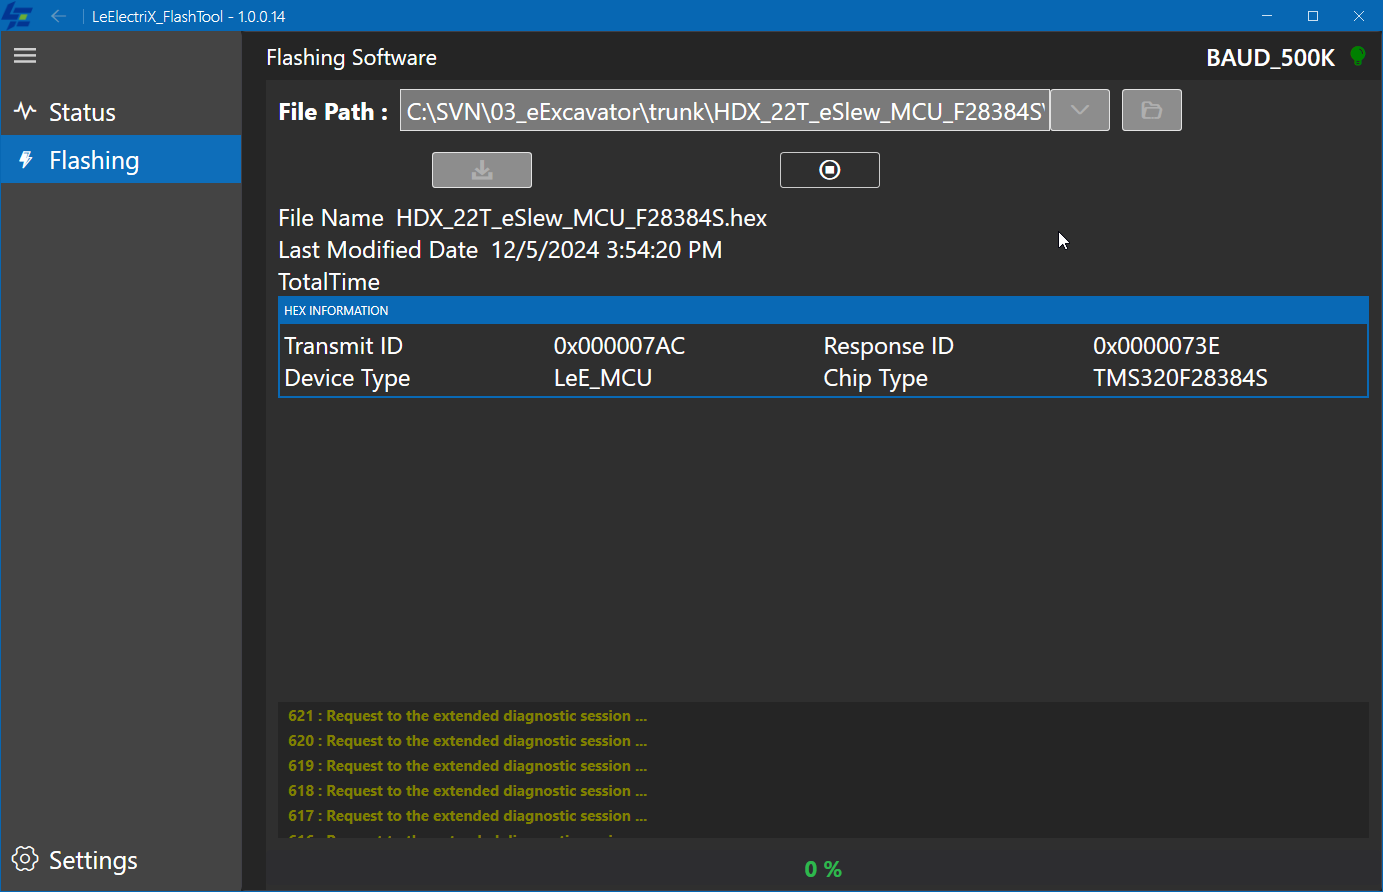 LeElectriX_FlashTool - 1.0.0.14
Flashing Software
BAUD_500K
Status
Flashing
File Path :
C:\SVN\03_eExcavator\trunk\HDX_22T_eSlew_MCU_F28384S\
File Name HDX_22T_eSlew_MCU_F28384S.hex
Last Modified Date 12/5/2024 3:54:20 PM
TotalTime
HEX INFORMATION
Transmit ID 0x000007AC Response ID 0x0000073E
Device Type LeE_MCU Chip Type TMS320F28384S
621 : Request to the extended diagnostic session ...
620 : Request to the extended diagnostic session ...
619 : Request to the extended diagnostic session ...
618 : Request to the extended diagnostic session ...
617 : Request to the extended diagnostic session ...
Settings
0 %